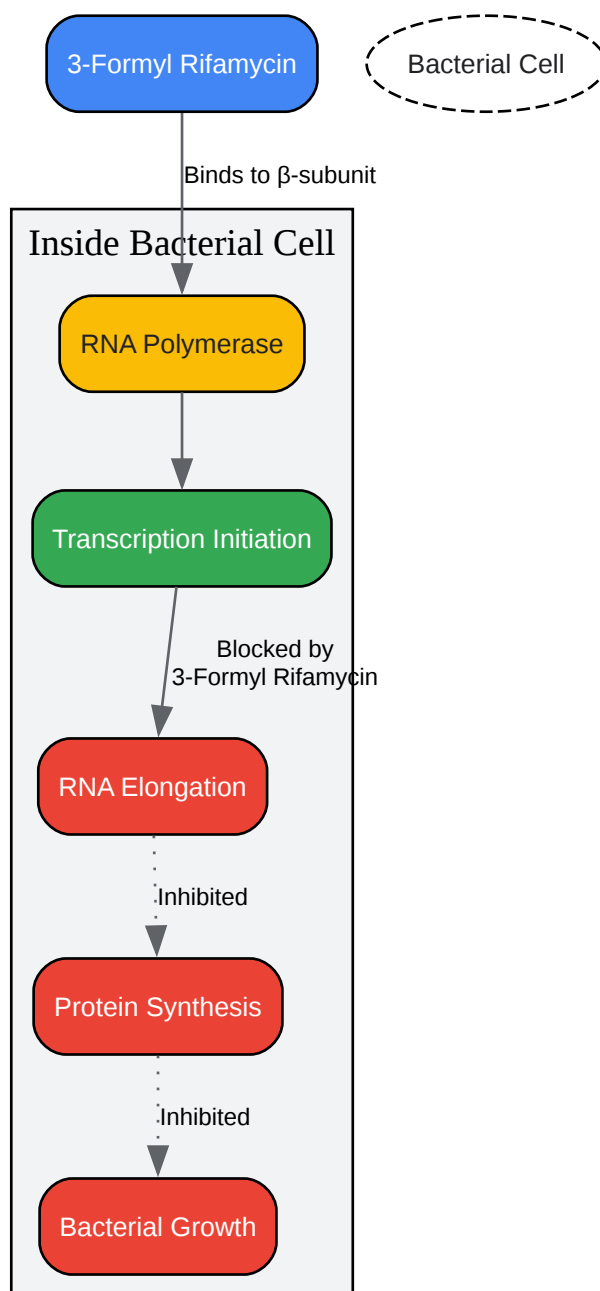 3-Formyl Rifamycin
Bacterial Cell
Binds to β-subunit
Inside Bacterial Cell
RNA Polymerase
Transcription Initiation
Blocked by
3-Formyl Rifamycin
RNA Elongation
Inhibited
Protein Synthesis
Inhibited
Bacterial Growth